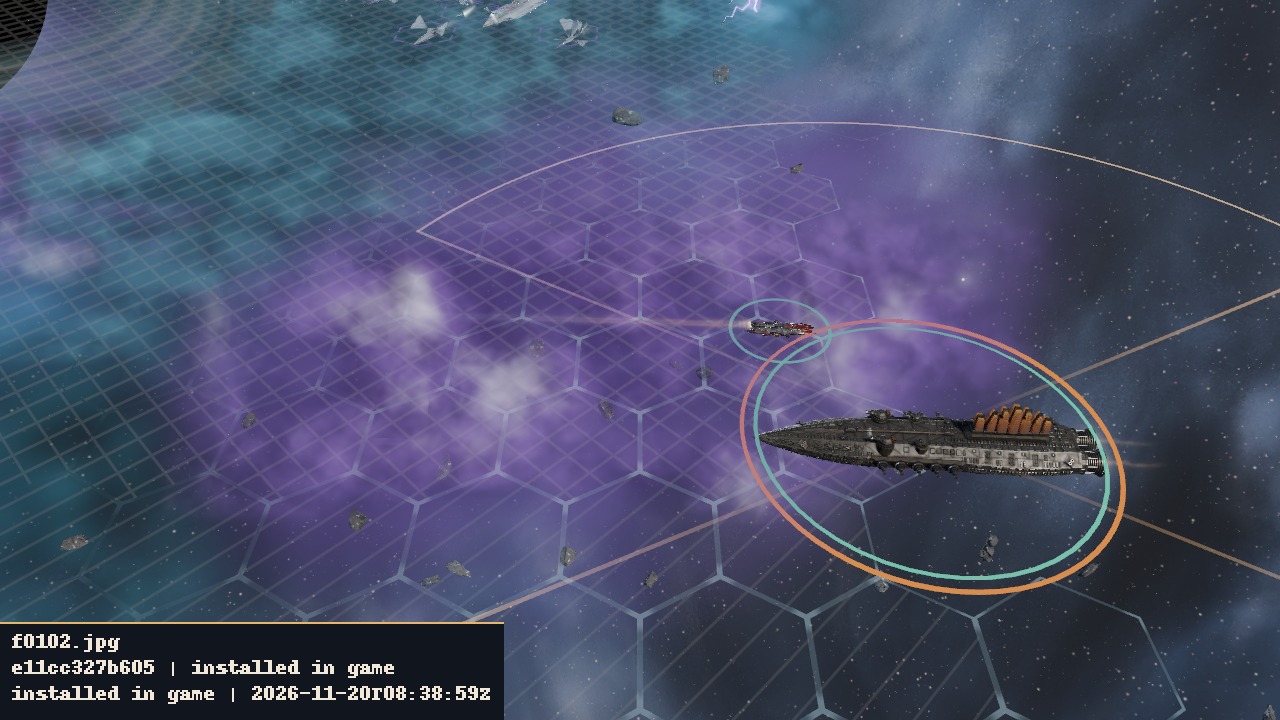 f0102.jpg
e11cc327b605 | installed in game
installed in game | 2026-11-20T08:38:59Z